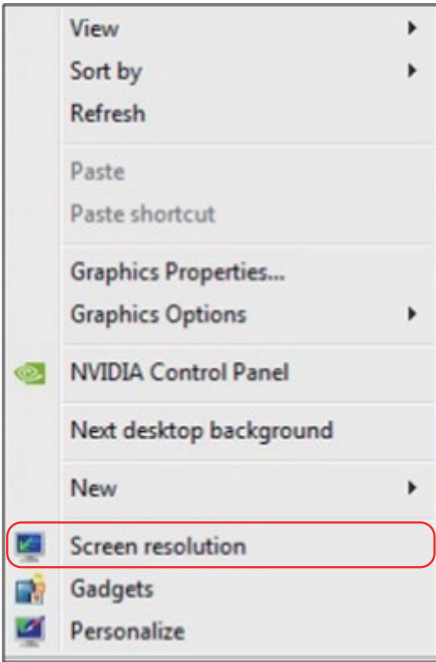 View
Sort by
Refresh
Paste
Paste shortcut
Graphics Properties...
Graphics Options
NVIDIA Control Panel
Next desktop background
New
Screen resolution
Gadgets
Personalize